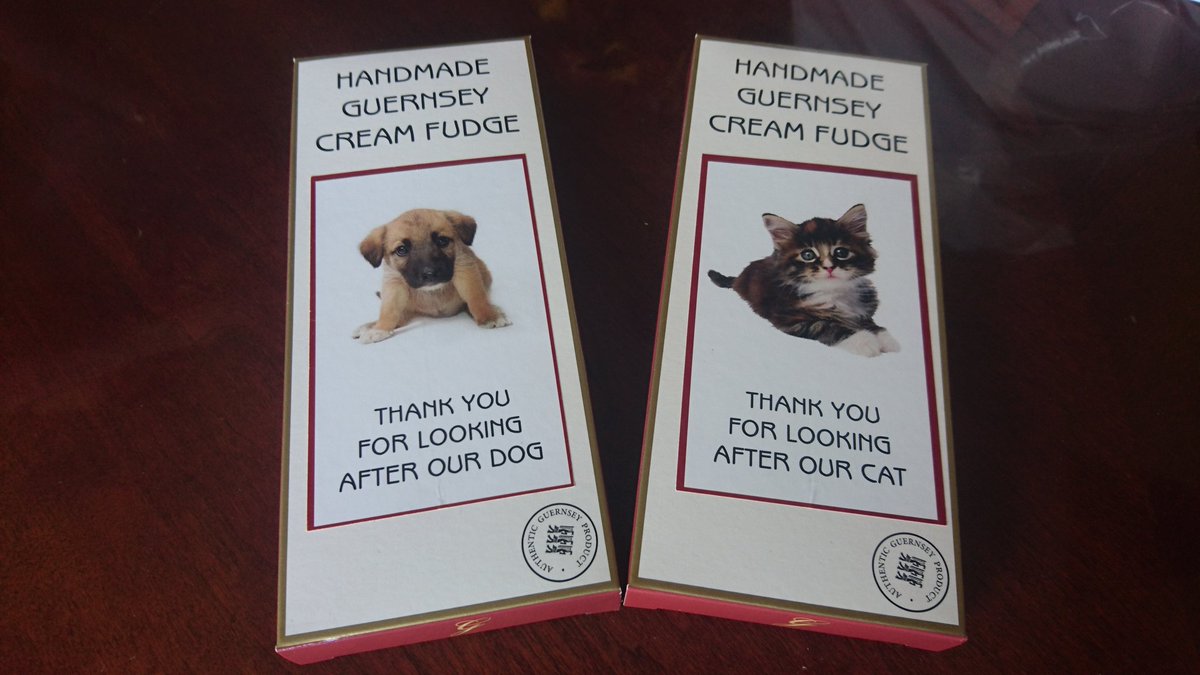 HANDMADE
GUERNSEY
CREAM FUDGE
THANK YOU
FOR LOOKING
AFTER OUR DOG
AUTHENTIC GUERNSEY PRODUCT
G
HANDMADE
GUERNSEY
CREAM FUDGE
THANK YOU
FOR LOOKING
AFTER OUR CAT
AUTHENTIC GUERNSEY PRODUCT
G